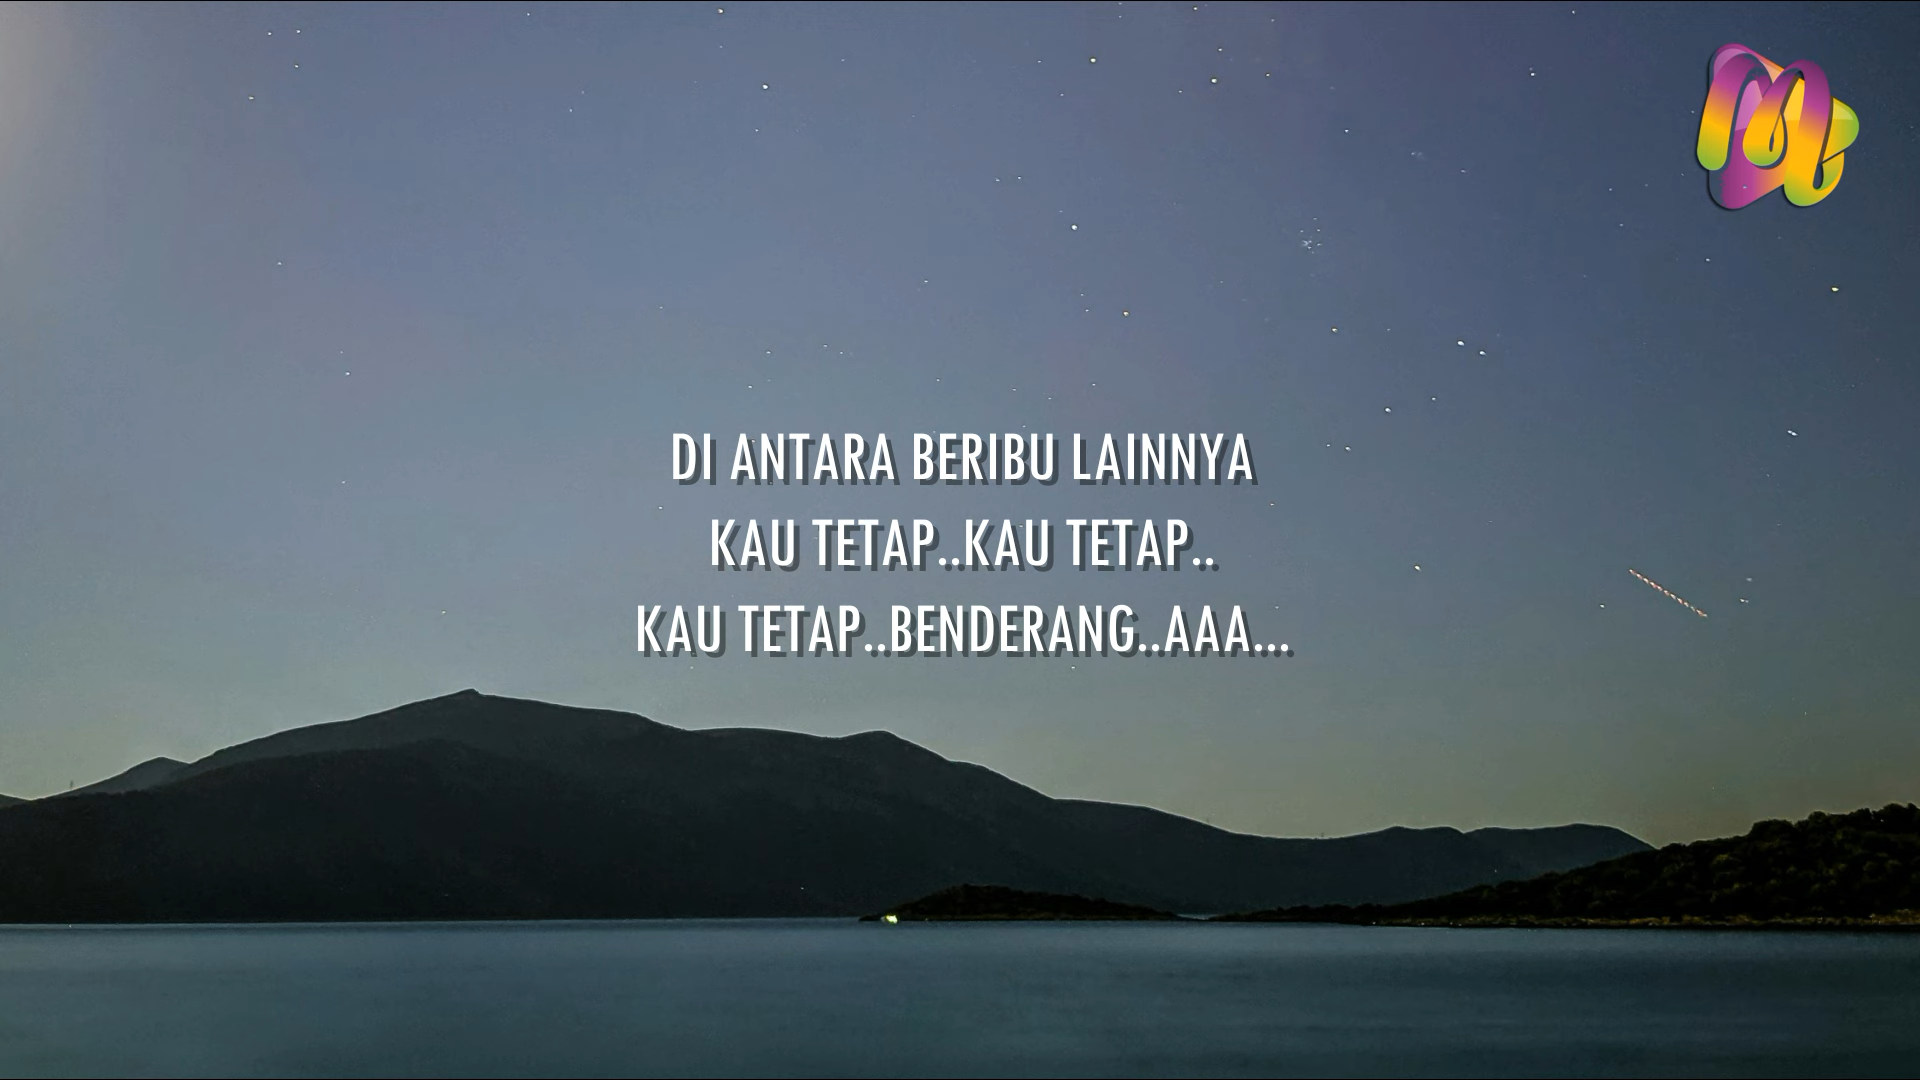 DI ANTARA BERIBU LAINNYA
KAU TETAP..KAU TETAP..
KAU TETAP..BENDERANG..AAA...